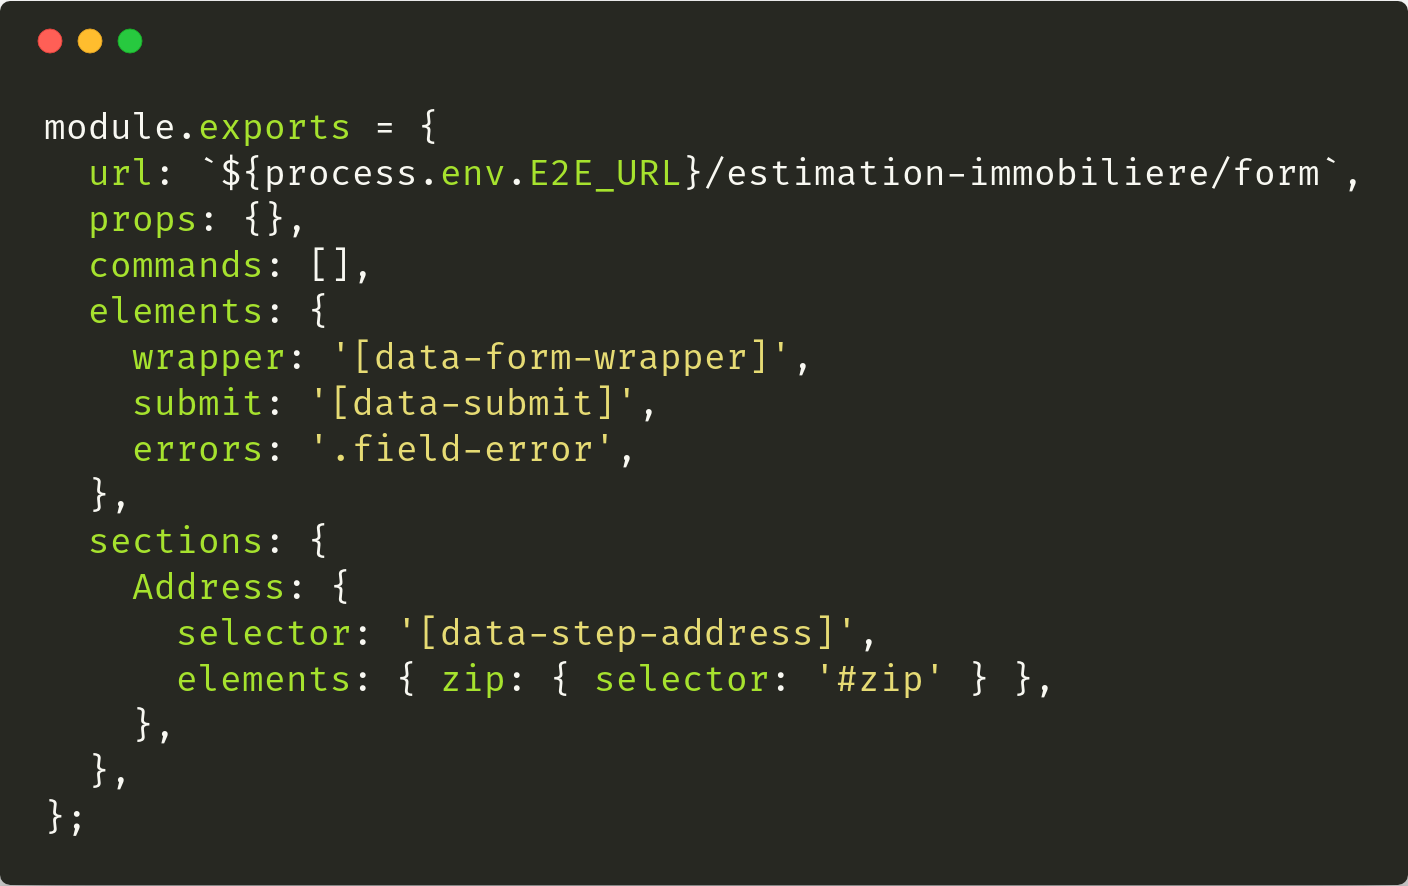 module.exports = {
  url: `${process.env.E2E_URL}/estimation-immobiliere/form`,
  props: {},
  commands: [],
  elements: {
    wrapper: '[data-form-wrapper]',
    submit: '[data-submit]',
    errors: '.field-error',
  },
  sections: {
    Address: {
      selector: '[data-step-address]',
      elements: { zip: { selector: '#zip' } },
    },
  },
};